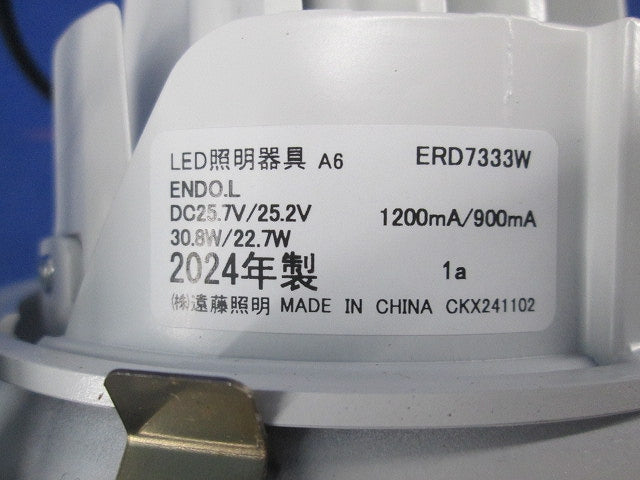 LED照明器具 A6 ERD7333W
ENDO.L
DC25.7V/25.2V 1200mA/900mA
30.8W/22.7W
2024年製 1a
㈱遠藤照明 MADE IN CHINA CKX241102